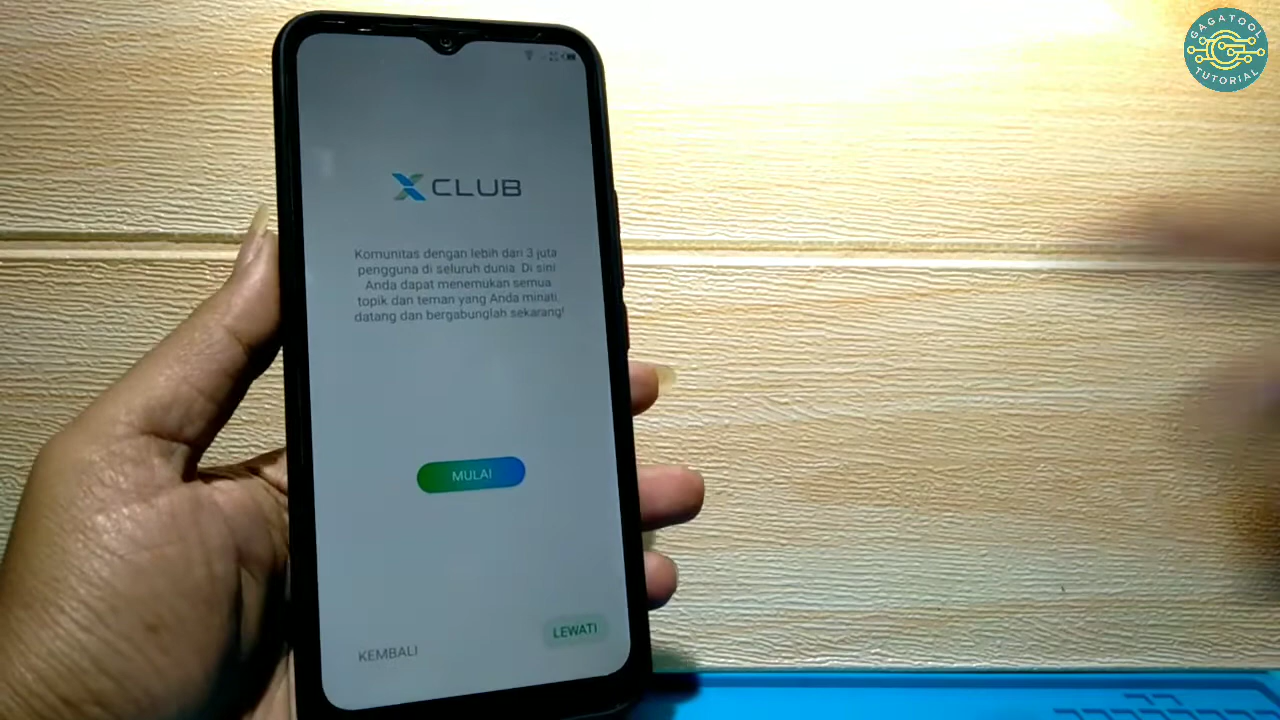 GAGATOOL
TUTORIAL
X CLUB
Komunitas dengan lebih dari 3 juta
pengguna di seluruh dunia. Di sini
Anda dapat menemukan semua
topik dan teman yang Anda minati,
datang dan bergabunglah sekarang!
MULAI
LEWATI
KEMBALI